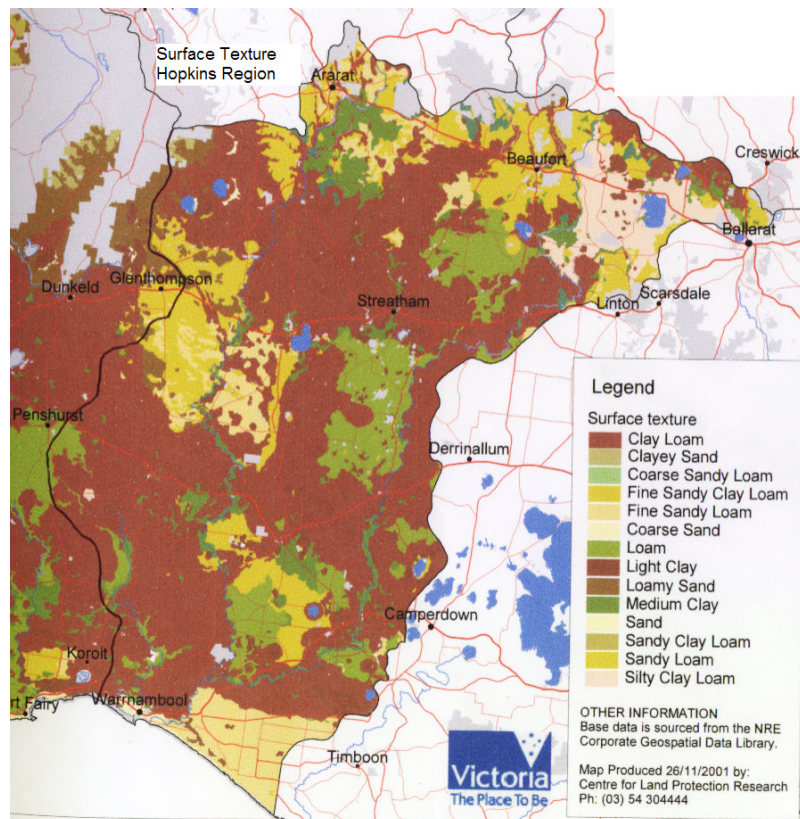 Surface Texture
Hopkins Region
Ararat
Creswick
Beaufort
Ballarat
Glenthompson
Dunkeld
Streatham
Scarsdale
Linton
Legend
Surface texture
Clay Loam
Clayey Sand
Coarse Sandy Loam
Fine Sandy Clay Loam
Fine Sandy Loam
Coarse Sand
Loam
Light Clay
Loamy Sand
Medium Clay
Sand
Sandy Clay Loam
Sandy Loam
Silty Clay Loam
Penshurst
Derrinallum
Camperdown
Koroit
rt Fairy
Warrnambool
Timboon
Victoria
The Place To Be
OTHER INFORMATION
Base data is sourced from the NRE
Corporate Geospatial Data Library.
Map Produced 26/11/2001 by:
Centre for Land Protection Research
Ph: (03) 54 304444